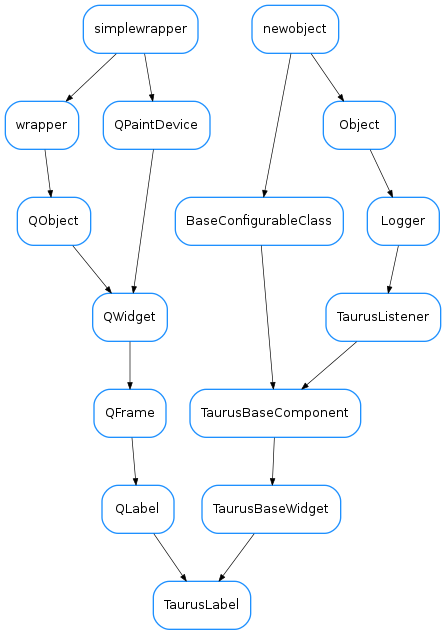 simplewrapper
newobject
wrapper
QPaintDevice
Object
QObject
BaseConfigurableClass
Logger
QWidget
TaurusListener
QFrame
TaurusBaseComponent
QLabel
TaurusBaseWidget
TaurusLabel